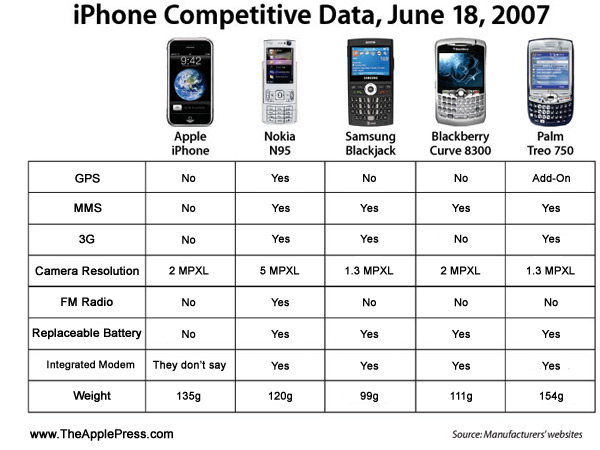 iPhone Competitive Data, June 18, 2007
9:42
SAMSUNG
BlackBerry
Apple iPhone
Nokia N95
Samsung Blackjack
Blackberry Curve 8300
Palm Treo 750
GPS No Yes No No Add-On
MMS No Yes Yes Yes Yes
3G No Yes Yes No Yes
Camera Resolution 2 MPXL 5 MPXL 1.3 MPXL 2 MPXL 1.3 MPXL
FM Radio No Yes No No No
Replaceable Battery No Yes Yes Yes Yes
Integrated Modem They don't say Yes Yes Yes Yes
Weight 135g 120g 99g 111g 154g
www.TheApplePress.com Source: Manufacturers' websites